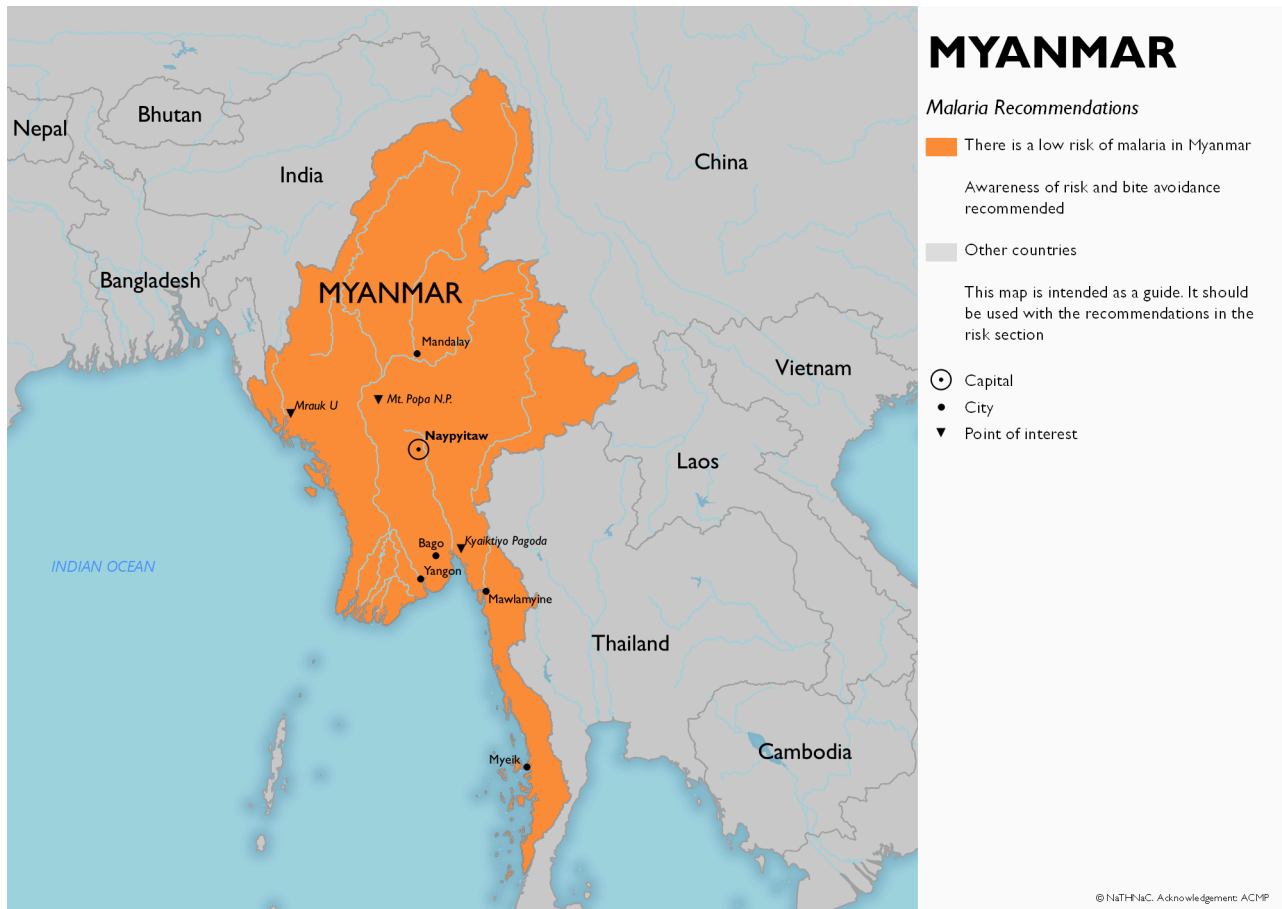 MYANMAR
Malaria Recommendations
There is a low risk of malaria in Myanmar
Awareness of risk and bite avoidance
recommended
Other countries
This map is intended as a guide. It should
be used with the recommendations in the
risk section
Capital
City
Point of interest
Nepal
Bhutan
India
China
Bangladesh
MYANMAR
Mandalay
Vietnam
Mrauk U
Mt. Popa N.P.
Naypyitaw
Laos
Bago
Kyaiktiyo Pagoda
INDIAN OCEAN
Yangon
Mawlamyine
Thailand
Cambodia
Myeik
© NaTHNaC. Acknowledgement: ACMP